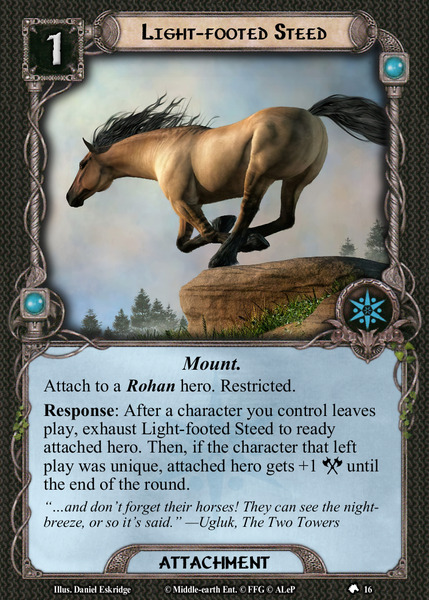 1
LIGHT-FOOTED STEED
Mount.
Attach to a Rohan hero. Restricted.
Response: After a character you control leaves
play, exhaust Light-footed Steed to ready
attached hero. Then, if the character that left
play was unique, attached hero gets +1 until
the end of the round.
“…and don’t forget their horses! They can see the night-
breeze, or so it’s said.” —Ugluk, The Two Towers
ATTACHMENT
Illus. Daniel Eskridge © Middle-earth Ent. © FFG © ALeP 16